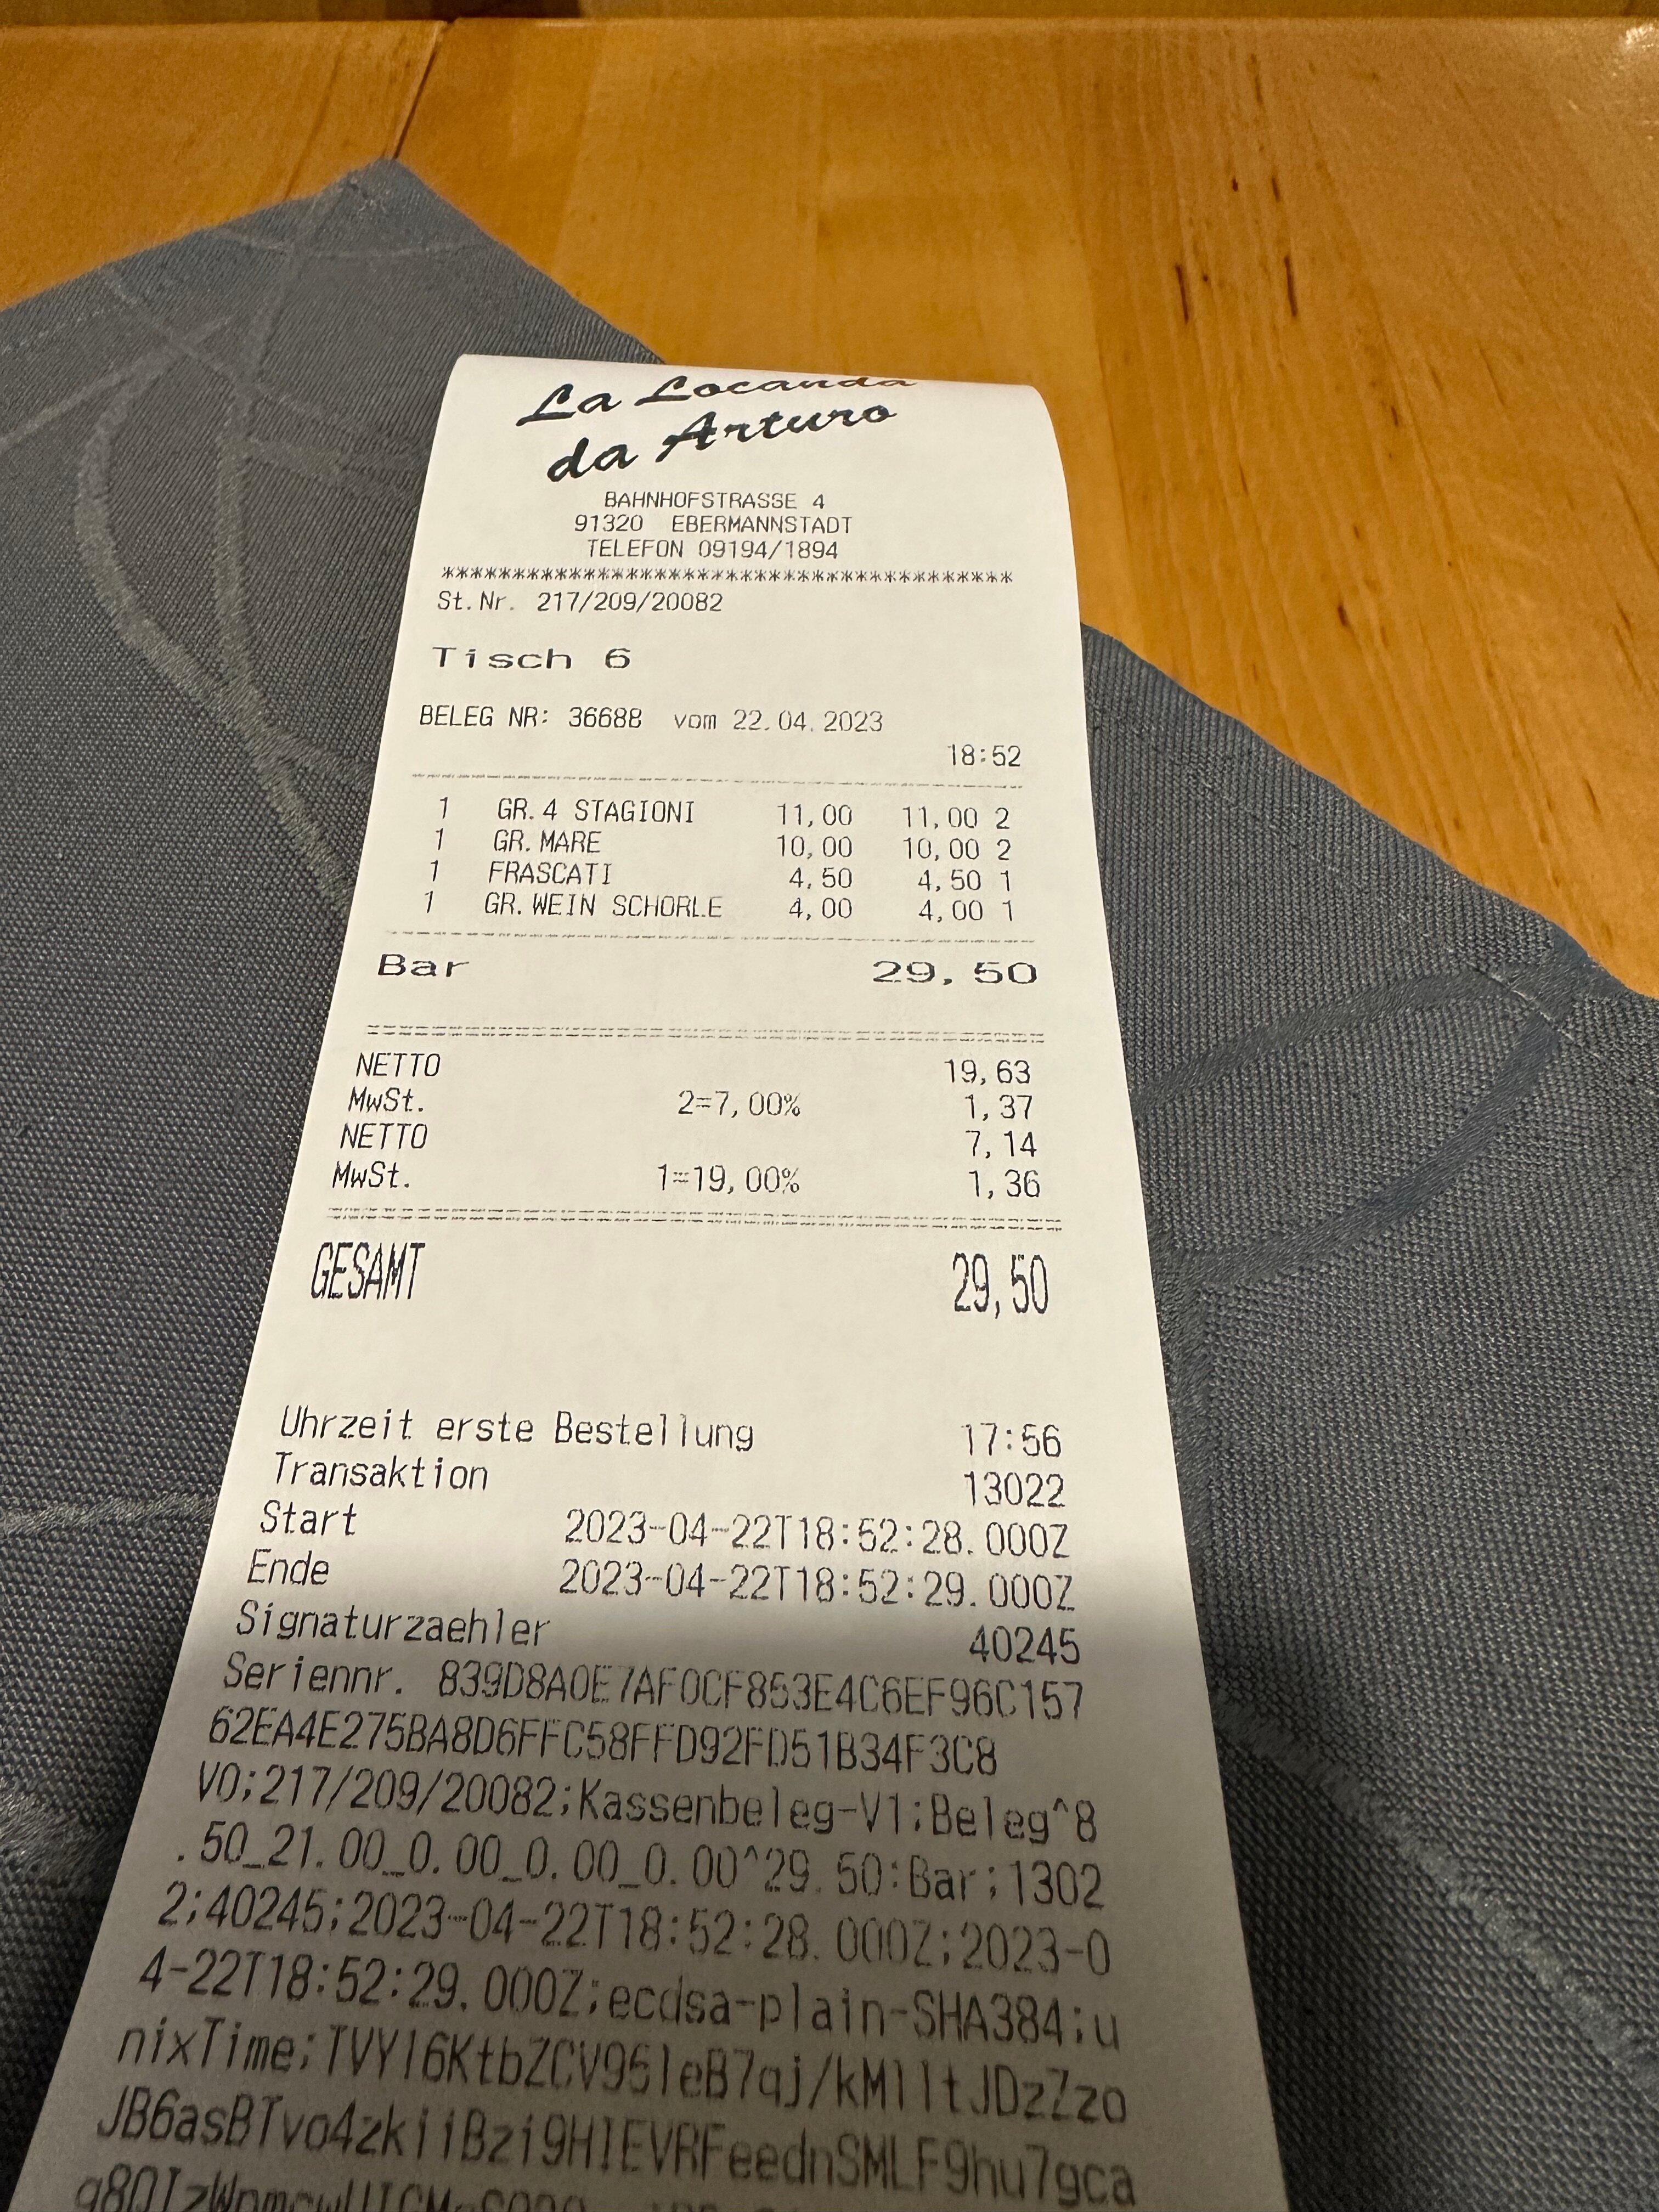 La Locanda
da Arturo
BAHNHOFSTRASSE 4
91320 EBERMANNSTADT
TELEFON 09194/1894
****************************************
St.Nr. 217/209/20082
Tisch 6
BELEG NR: 36688 vom 22.04.2023
18:52
1 GR.4 STAGIONI 11,00 11,00 2
1 GR.MARE 10,00 10,00 2
1 FRASCATI 4,50 4,50 1
1 GR.WEIN SCHORLE 4,00 4,00 1
Bar 29,50
NETTO 19,63
MwSt. 2=7,00% 1,37
NETTO 7,14
MwSt. 1=19,00% 1,36
GESAMT 29,50
Uhrzeit erste Bestellung 17:56
Transaktion 13022
Start 2023-04-22T18:52:28.000Z
Ende 2023-04-22T18:52:29.000Z
Signaturzaehler 40245
Seriennr. 839D8A0E7AF0CF853E4C6EF96C157
62EA4E275BA8D6FFC58FFD92FD51B34F3C8
V0;217/209/20082;Kassenbeleg-V1;Beleg^8
.50_21.00_0.00_0.00_0.00^29.50:Bar;1302
2;40245;2023-04-22T18:52:28.000Z;2023-0
4-22T18:52:29.000Z;ecdsa-plain-SHA384;u
nixTime;